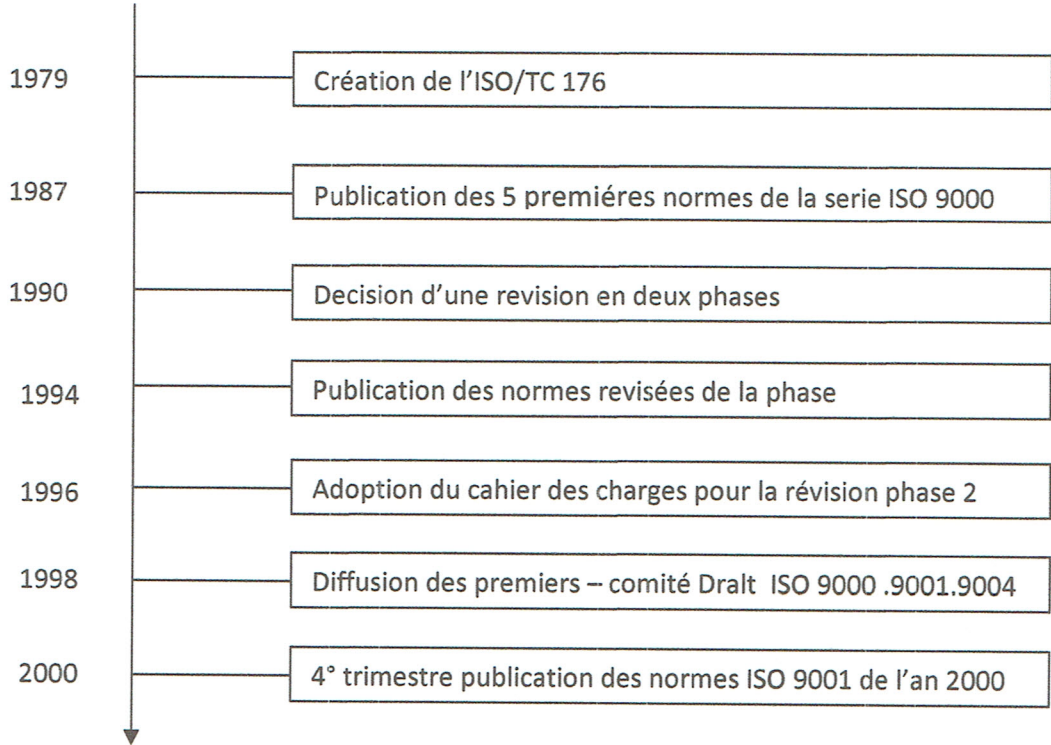 1979 Création de l'ISO/TC 176
1987 Publication des 5 premiéres normes de la serie ISO 9000
1990 Decision d'une revision en deux phases
1994 Publication des normes revisées de la phase
1996 Adoption du cahier des charges pour la révision phase 2
1998 Diffusion des premiers – comité Dralt ISO 9000 .9001.9004
2000 4° trimestre publication des normes ISO 9001 de l'an 2000